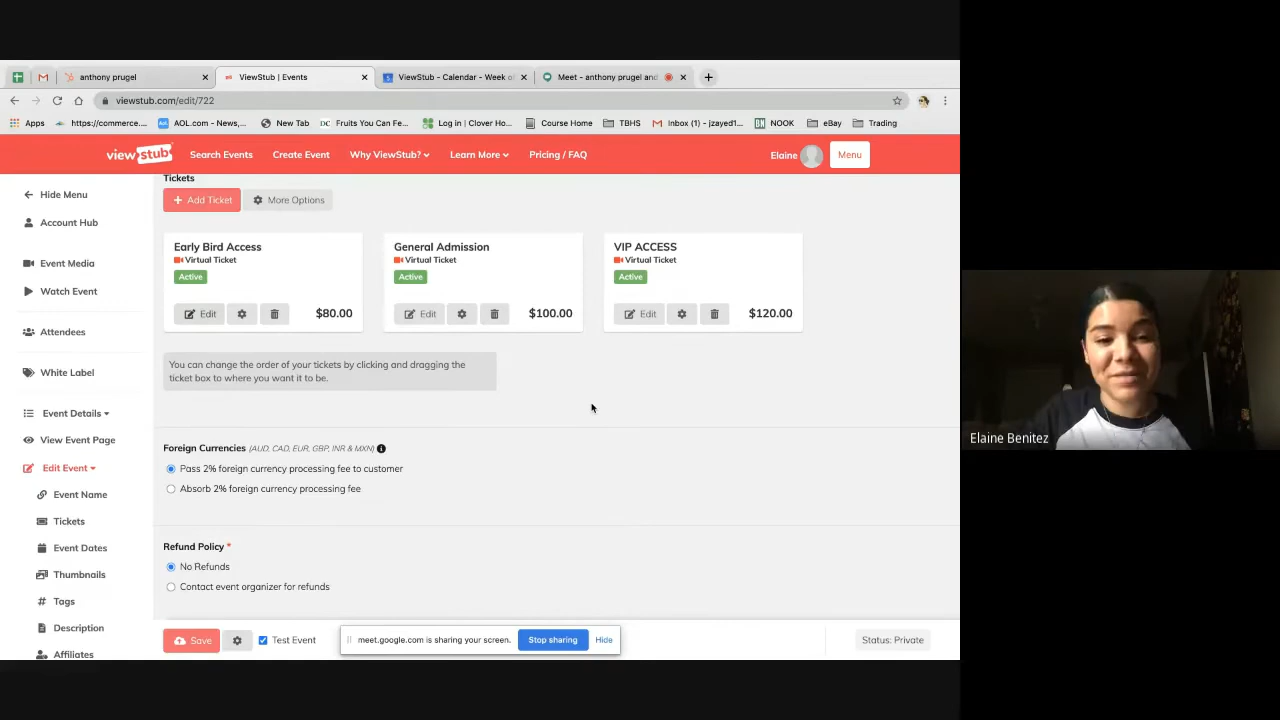 anthony prugel
ViewStub | Events
ViewStub - Calendar - Week o
Meet - anthony prugel and
viewstub.com/edit/722
Apps
https://commerce....
AOL.com - News,...
New Tab
Fruits You Can Fe...
Log in | Clover Ho...
Course Home
TBHS
Inbox (1) - jzayed1...
NOOK
eBay
Trading
view stub
Search Events
Create Event
Why ViewStub?
Learn More
Pricing / FAQ
Elaine
Menu
Hide Menu
Account Hub
Event Media
Watch Event
Attendees
White Label
Event Details
View Event Page
Edit Event
Event Name
Tickets
Event Dates
Thumbnails
Tags
Description
Affiliates
Tickets
+ Add Ticket
More Options
Early Bird Access
Virtual Ticket
Active
Edit
$80.00
General Admission
Virtual Ticket
Active
Edit
$100.00
VIP ACCESS
Virtual Ticket
Active
Edit
$120.00
You can change the order of your tickets by clicking and dragging the
ticket box to where you want it to be.
Foreign Currencies (AUD, CAD, EUR, GBP, INR & MXN)
Pass 2% foreign currency processing fee to customer
Absorb 2% foreign currency processing fee
Refund Policy *
No Refunds
Contact event organizer for refunds
Save
Test Event
meet.google.com is sharing your screen.
Stop sharing
Hide
Status: Private
Elaine Benitez